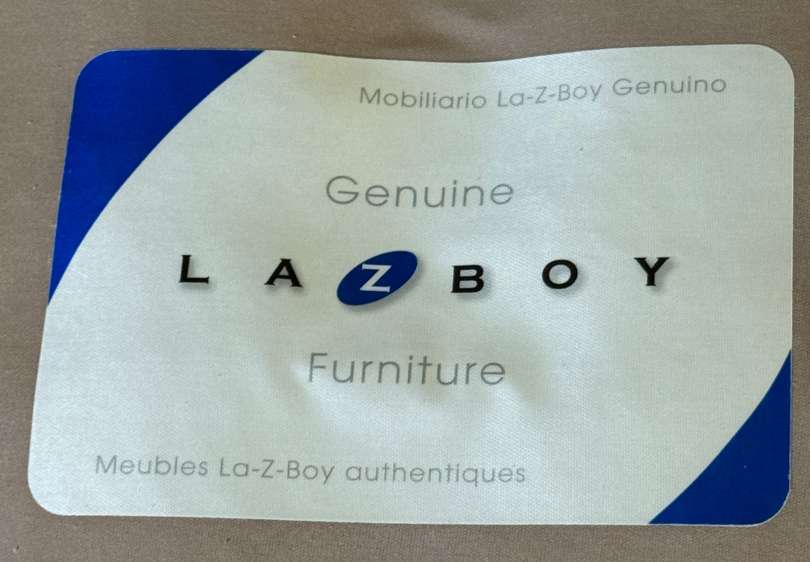 Mobiliario La-Z-Boy Genuino
Genuine
LAZBOY
Furniture
Meubles La-Z-Boy authentiques